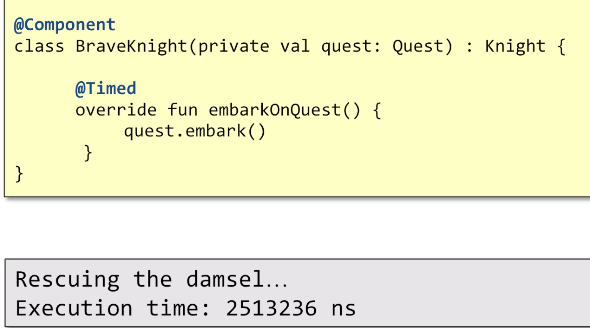 @Component
class BraveKnight(private val quest: Quest) : Knight {
@Timed
override fun embarkOnQuest() {
quest.embark()
}
}
Rescuing the damsel…
Execution time: 2513236 ns